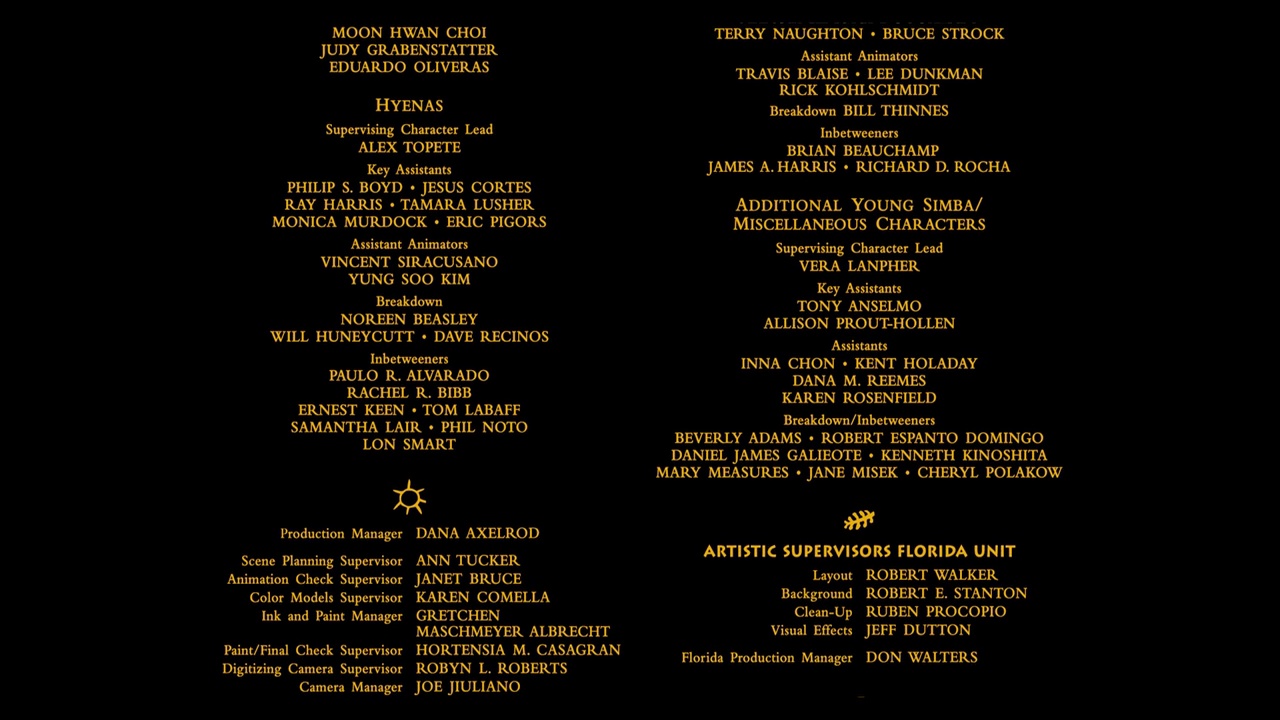 MOON HWAN CHOI
JUDY GRABENSTATTER
EDUARDO OLIVERAS
HYENAS
Supervising Character Lead
ALEX TOPETE
Key Assistants
PHILIP S. BOYD • JESUS CORTES
RAY HARRIS • TAMARA LUSHER
MONICA MURDOCK • ERIC PIGORS
Assistant Animators
VINCENT SIRACUSANO
YUNG SOO KIM
Breakdown
NOREEN BEASLEY
WILL HUNEYCUTT • DAVE RECINOS
Inbetweeners
PAULO R. ALVARADO
RACHEL R. BIBB
ERNEST KEEN • TOM LABAFF
SAMANTHA LAIR • PHIL NOTO
LON SMART
Production Manager DANA AXELROD
Scene Planning Supervisor ANN TUCKER
Animation Check Supervisor JANET BRUCE
Color Models Supervisor KAREN COMELLA
Ink and Paint Manager GRETCHEN
MASCHMEYER ALBRECHT
Paint/Final Check Supervisor HORTENSIA M. CASAGRAN
Digitizing Camera Supervisor ROBYN L. ROBERTS
Camera Manager JOE JIULIANO
TERRY NAUGHTON • BRUCE STROCK
Assistant Animators
TRAVIS BLAISE • LEE DUNKMAN
RICK KOHLSCHMIDT
Breakdown BILL THINNES
Inbetweeners
BRIAN BEAUCHAMP
JAMES A. HARRIS • RICHARD D. ROCHA
ADDITIONAL YOUNG SIMBA/
MISCELLANEOUS CHARACTERS
Supervising Character Lead
VERA LANPHER
Key Assistants
TONY ANSELMO
ALLISON PROUT-HOLLEN
Assistants
INNA CHON • KENT HOLADAY
DANA M. REEMES
KAREN ROSENFIELD
Breakdown/Inbetweeners
BEVERLY ADAMS • ROBERT ESPANTO DOMINGO
DANIEL JAMES GALIEOTE • KENNETH KINOSHITA
MARY MEASURES • JANE MISEK • CHERYL POLAKOW
ARTISTIC SUPERVISORS FLORIDA UNIT
Layout ROBERT WALKER
Background ROBERT E. STANTON
Clean-Up RUBEN PROCOPIO
Visual Effects JEFF DUTTON
Florida Production Manager DON WALTERS